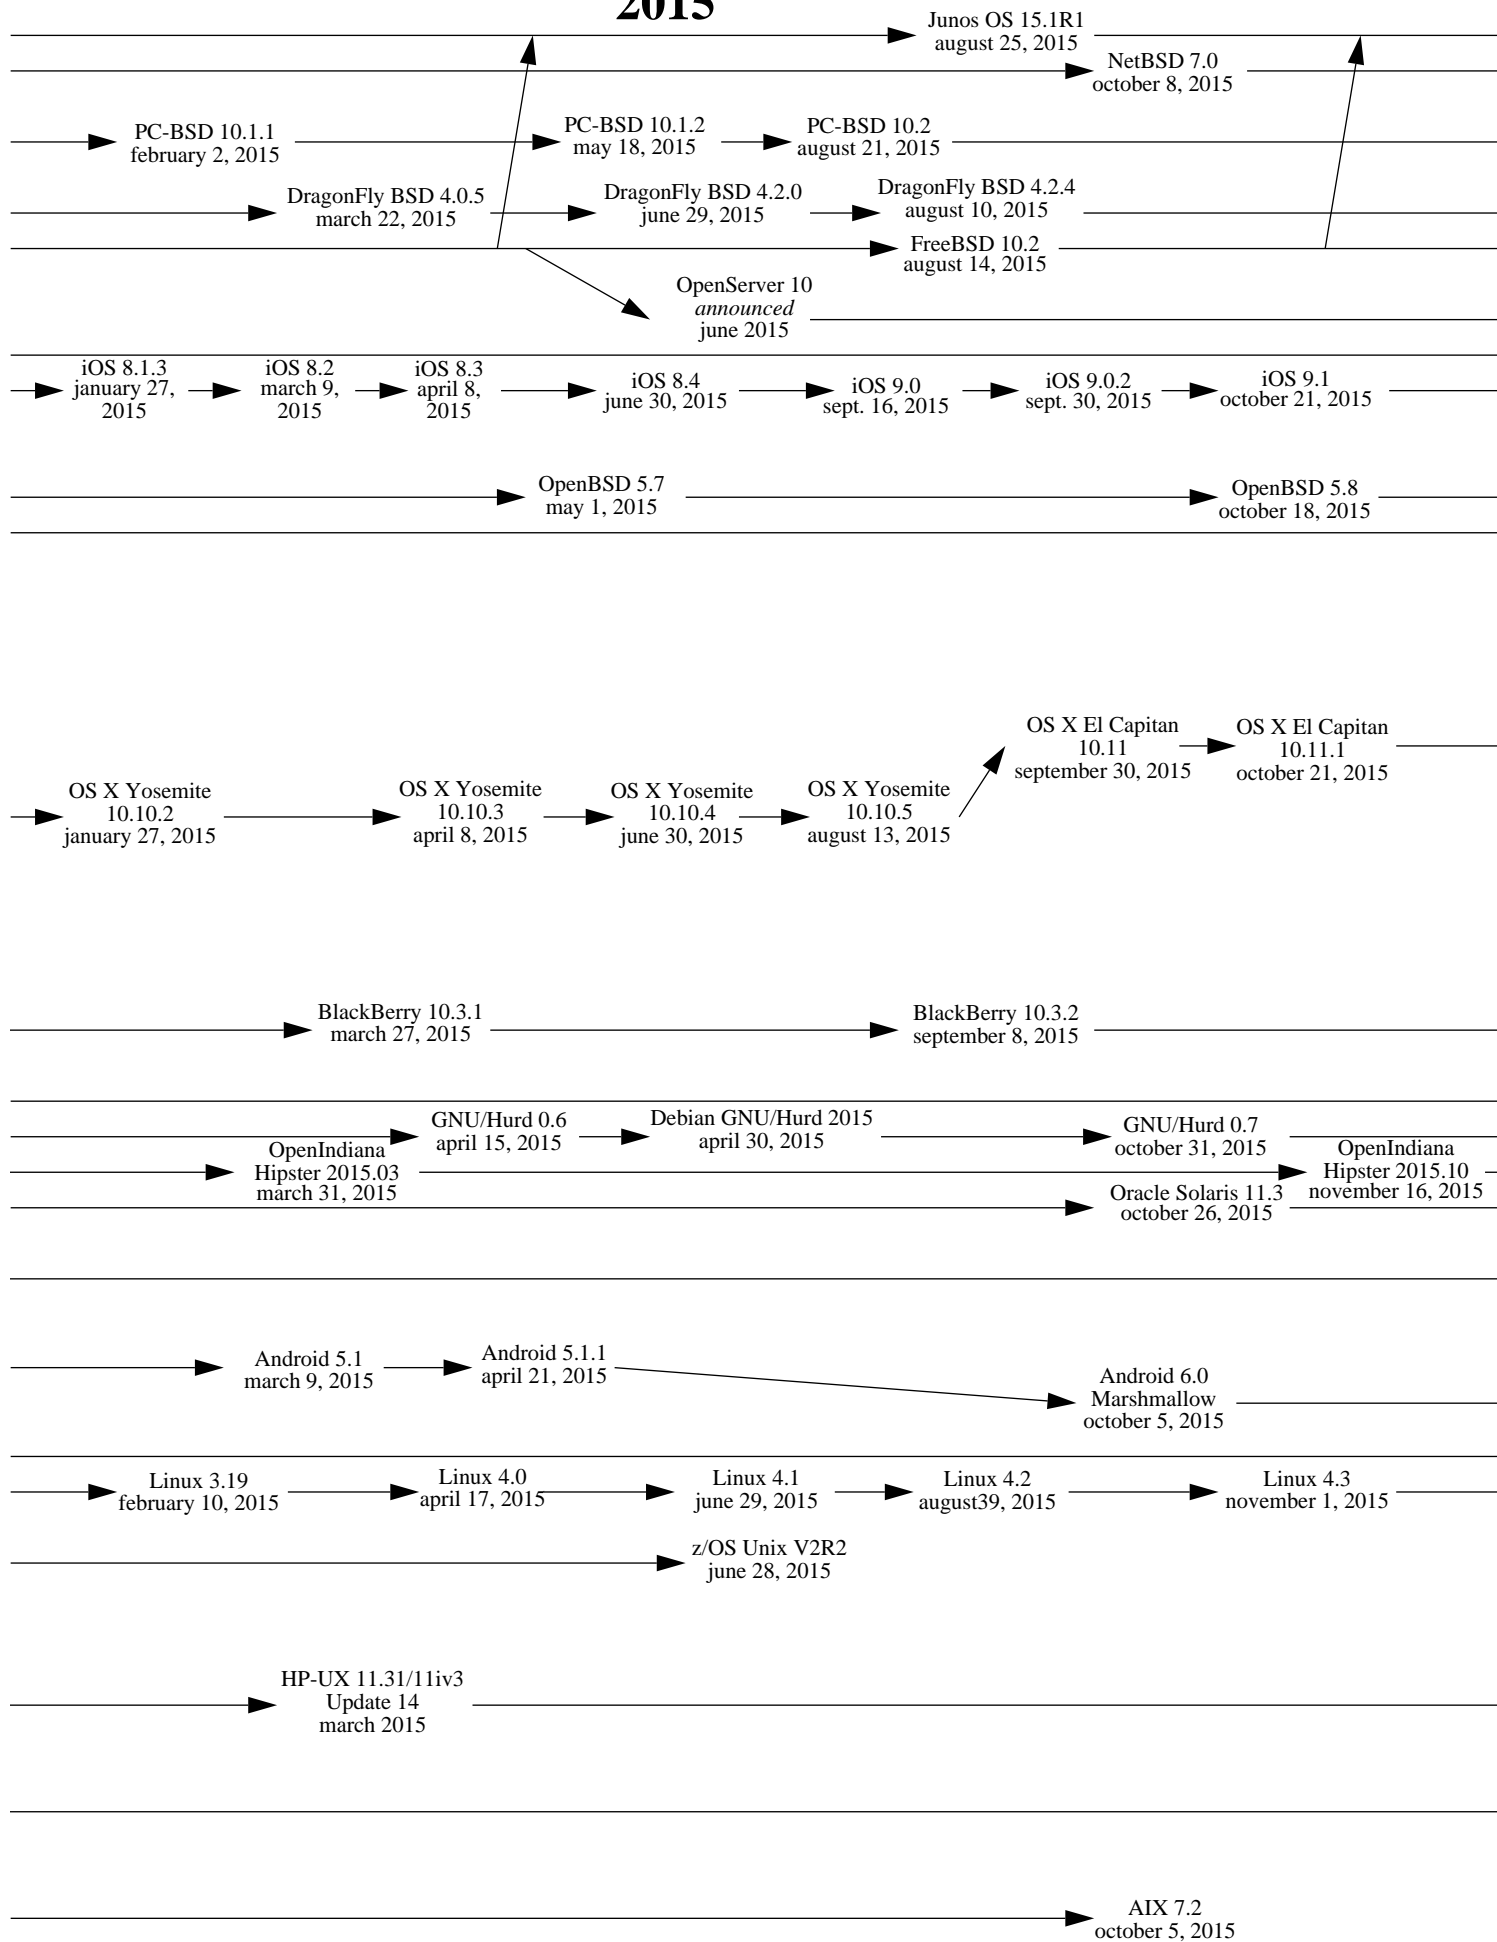 2015
Junos OS 15.1R1
august 25, 2015
NetBSD 7.0
october 8, 2015
PC-BSD 10.1.1
february 2, 2015
PC-BSD 10.1.2
may 18, 2015
PC-BSD 10.2
august 21, 2015
DragonFly BSD 4.0.5
march 22, 2015
DragonFly BSD 4.2.0
june 29, 2015
DragonFly BSD 4.2.4
august 10, 2015
FreeBSD 10.2
august 14, 2015
OpenServer 10
announced
june 2015
iOS 8.1.3
january 27,
2015
iOS 8.2
march 9,
2015
iOS 8.3
april 8,
2015
iOS 8.4
june 30, 2015
iOS 9.0
sept. 16, 2015
iOS 9.0.2
sept. 30, 2015
iOS 9.1
october 21, 2015
OpenBSD 5.7
may 1, 2015
OpenBSD 5.8
october 18, 2015
OS X El Capitan
10.11
september 30, 2015
OS X El Capitan
10.11.1
october 21, 2015
OS X Yosemite
10.10.2
january 27, 2015
OS X Yosemite
10.10.3
april 8, 2015
OS X Yosemite
10.10.4
june 30, 2015
OS X Yosemite
10.10.5
august 13, 2015
BlackBerry 10.3.1
march 27, 2015
BlackBerry 10.3.2
september 8, 2015
GNU/Hurd 0.6
april 15, 2015
Debian GNU/Hurd 2015
april 30, 2015
GNU/Hurd 0.7
october 31, 2015
OpenIndiana
Hipster 2015.03
march 31, 2015
OpenIndiana
Hipster 2015.10
november 16, 2015
Oracle Solaris 11.3
october 26, 2015
Android 5.1
march 9, 2015
Android 5.1.1
april 21, 2015
Android 6.0
Marshmallow
october 5, 2015
Linux 3.19
february 10, 2015
Linux 4.0
april 17, 2015
Linux 4.1
june 29, 2015
Linux 4.2
august39, 2015
Linux 4.3
november 1, 2015
z/OS Unix V2R2
june 28, 2015
HP-UX 11.31/11iv3
Update 14
march 2015
AIX 7.2
october 5, 2015